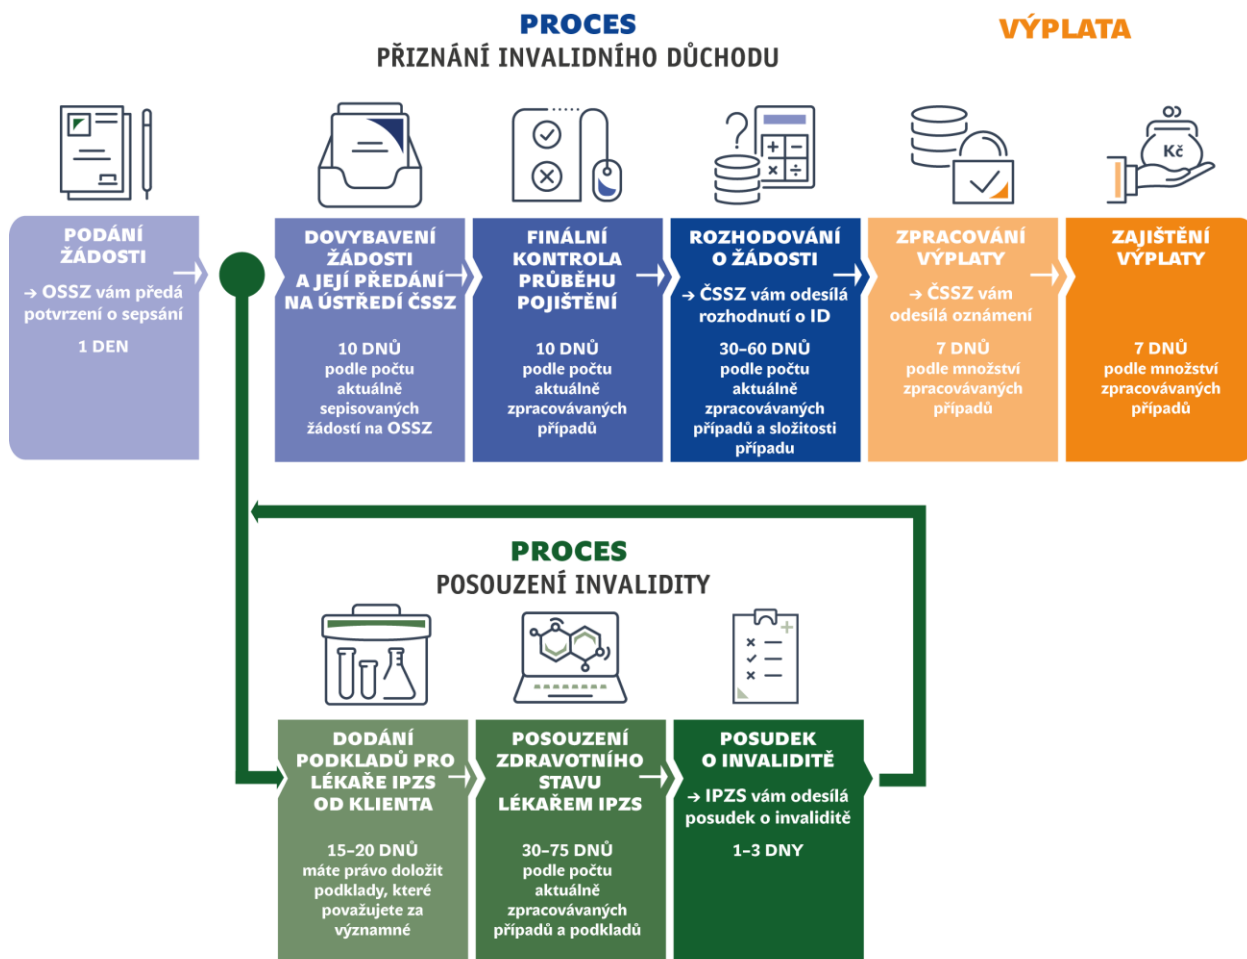 PROCES
PŘIZNÁNÍ INVALIDNÍHO DŮCHODU
VÝPLATA
PODÁNÍ
ŽÁDOSTI
→ OSSZ vám předá
potvrzení o sepsání
1 DEN
DOVYBAVENÍ
ŽÁDOSTI
A JEJÍ PŘEDÁNÍ
NA ÚSTŘEDÍ ČSSZ
10 DNŮ
podle počtu
aktuálně
sepisovaných
žádostí na OSSZ
FINÁLNÍ
KONTROLA
PRŮBĚHU
POJIŠTĚNÍ
10 DNŮ
podle počtu
aktuálně
zpracovávaných
případů
ROZHODOVÁNÍ
O ŽÁDOSTI
→ ČSSZ vám odesílá
rozhodnutí o ID
30–60 DNŮ
podle počtu
aktuálně
zpracovávaných
případů a složitosti
případu
ZPRACOVÁNÍ
VÝPLATY
→ ČSSZ vám
odesílá oznámení
7 DNŮ
podle množství
zpracovávaných
případů
Kč
ZAJIŠTĚNÍ
VÝPLATY
7 DNŮ
podle množství
zpracovávaných
případů
PROCES
POSOUZENÍ INVALIDITY
DODÁNÍ
PODKLADŮ PRO
LÉKAŘE IPZS
OD KLIENTA
15–20 DNŮ
máte právo doložit
podklady, které
považujete za
významné
POSOUZENÍ
ZDRAVOTNÍHO
STAVU
LÉKAŘEM IPZS
30–75 DNŮ
podle počtu
aktuálně
zpracovávaných
případů a podkladů
POSUDEK
O INVALIDITĚ
→ IPZS vám odesílá
posudek o invaliditě
1–3 DNY